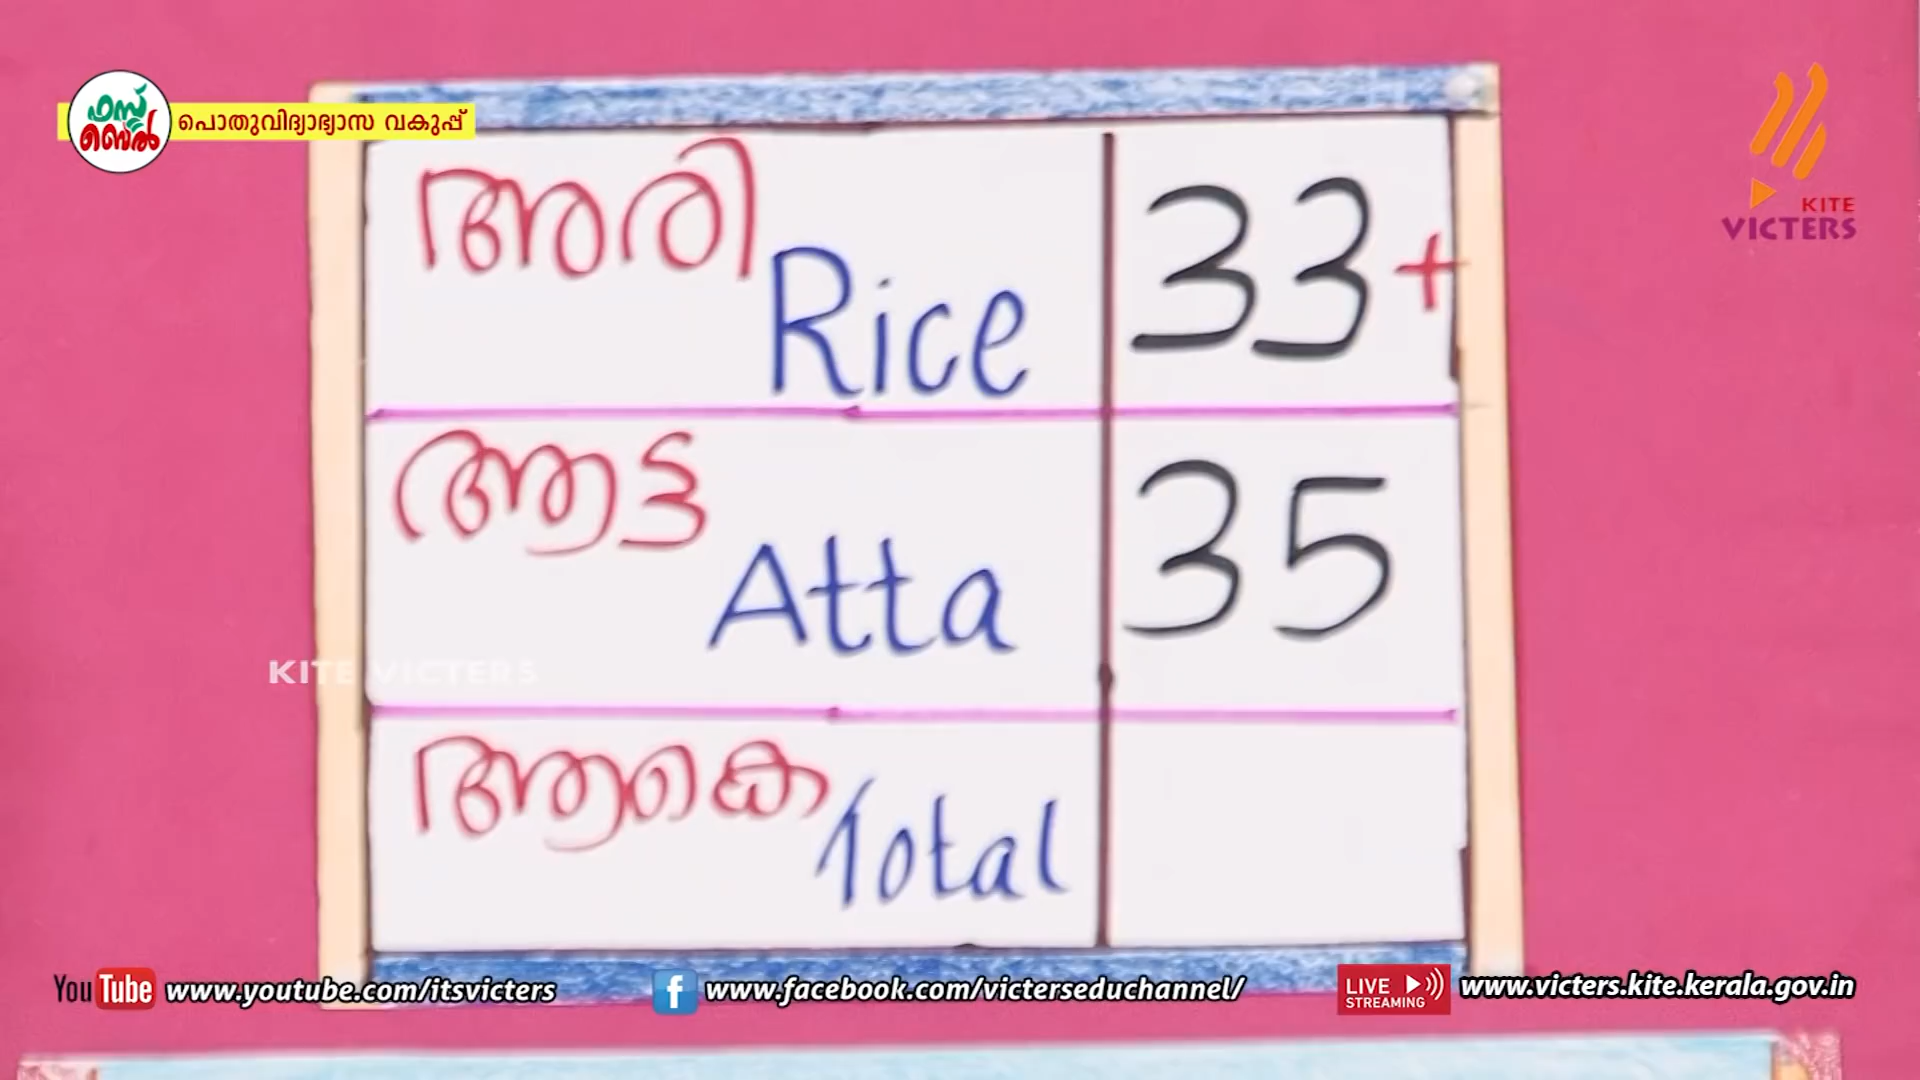 ഫസ്റ്റ് ബെൽ
പൊതുവിദ്യാഭ്യാസ വകുപ്പ്
KITE
VICTERS
അരി
Rice
33+
ആട്ട
Atta
35
KITE VICTERS
ആകെ
Total
YouTube www.youtube.com/itsvicters
f www.facebook.com/victerseduchannel/
LIVE STREAMING www.victers.kite.kerala.gov.in